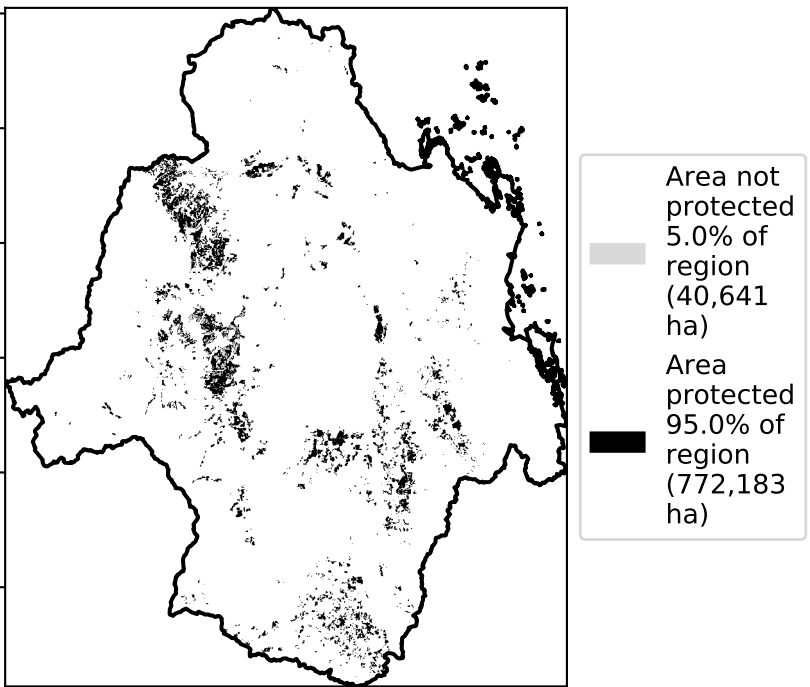 Area not
protected
5.0% of
region
(40,641
ha)
Area
protected
95.0% of
region
(772,183
ha)